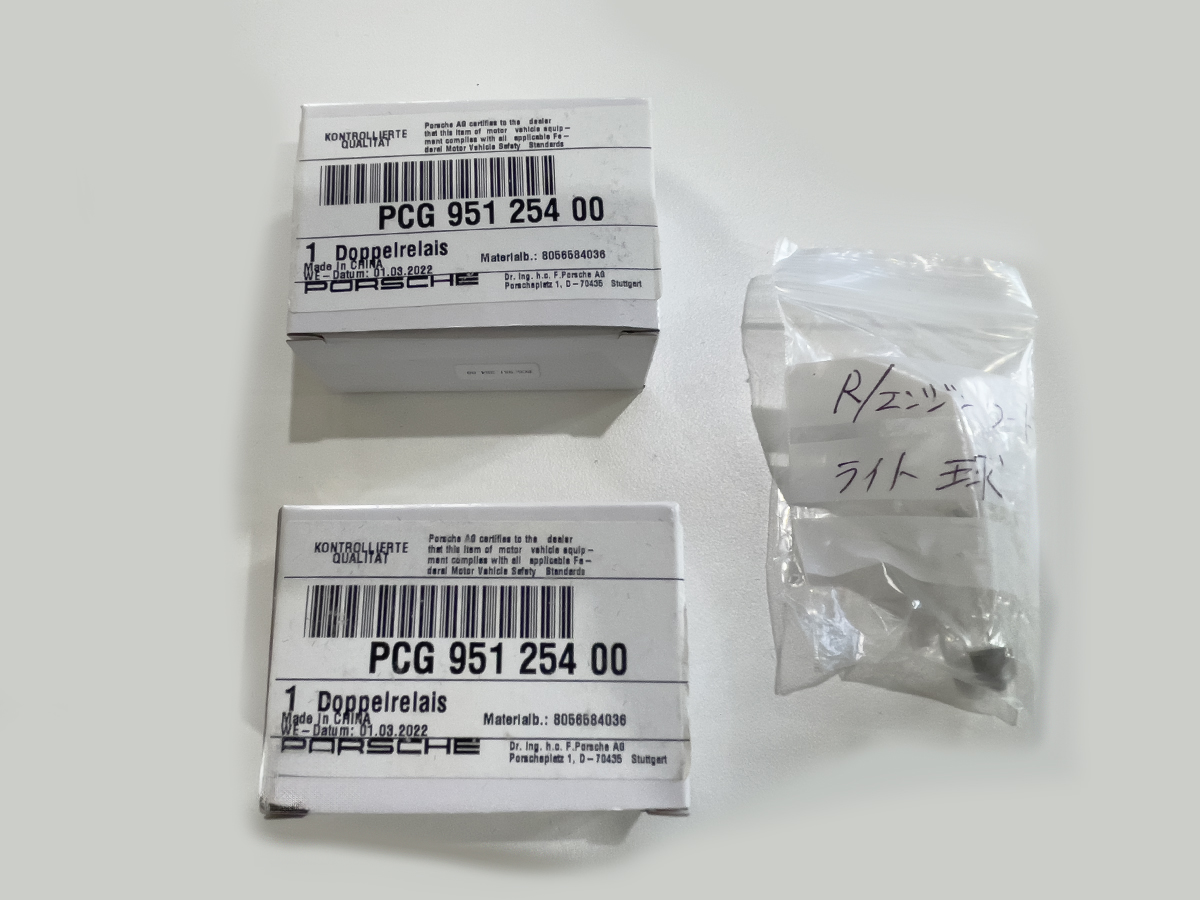 KONTROLLIERTE
QUALITÄT
Porsche AG certifies to the dealer
that this item of motor vehicle equip-
ment complies with all applicable Fe-
deral Motor Vehicle Safety Standards
PCG 951 254 00
1 Doppelrelais
Materialb.: 8056584036
Made in CHINA
WE-Datum: 01.03.2022
PORSCHE
Dr. Ing. h.c. F.Porsche AG
Porscheplatz 1, D-70435 Stuttgart
KONTROLLIERTE
QUALITÄT
Porsche AG certifies to the dealer
that this item of motor vehicle equip-
ment complies with all applicable Fe-
deral Motor Vehicle Safety Standards
PCG 951 254 00
1 Doppelrelais
Materialb.: 8056584036
Made in CHINA
WE-Datum: 01.03.2022
PORSCHE
Dr. Ing. h.c. F.Porsche AG
Porscheplatz 1, D-70435 Stuttgart
R/エンジン
ライト球